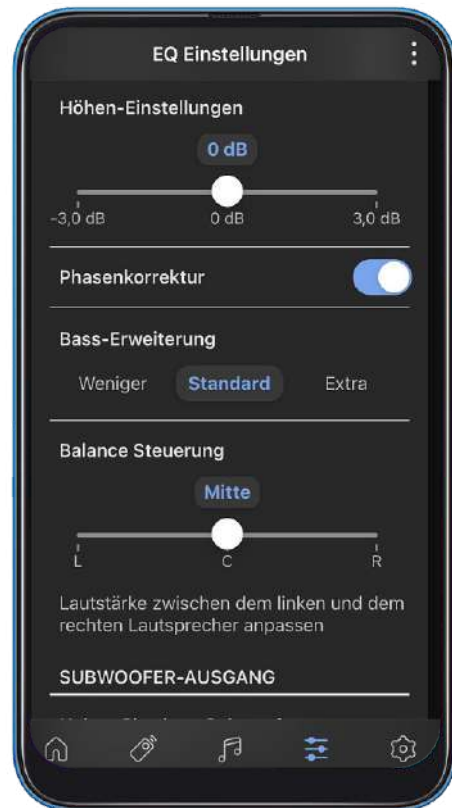 EQ Einstellungen
Höhen-Einstellungen
0 dB
-3,0 dB 0 dB 3,0 dB
Phasenkorrektur
Bass-Erweiterung
Weniger Standard Extra
Balance Steuerung
Mitte
L C R
Lautstärke zwischen dem linken und dem
rechten Lautsprecher anpassen
SUBWOOFER-AUSGANG